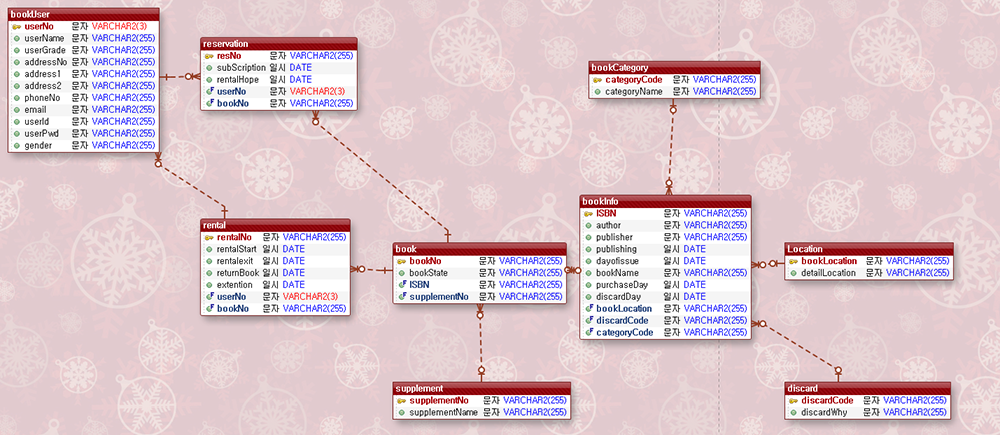 bookUser
userNo 문자 VARCHAR2(3)
userName 문자 VARCHAR2(255)
userGrade 문자 VARCHAR2(255)
addressNo 문자 VARCHAR2(255)
address1 문자 VARCHAR2(255)
address2 문자 VARCHAR2(255)
phoneNo 문자 VARCHAR2(255)
email 문자 VARCHAR2(255)
userId 문자 VARCHAR2(255)
userPwd 문자 VARCHAR2(255)
gender 문자 VARCHAR2(255)
reservation
resNo 문자 VARCHAR2(255)
subScription 일시 DATE
rentalHope 일시 DATE
userNo 문자 VARCHAR2(3)
bookNo 문자 VARCHAR2(255)
bookCategory
categoryCode 문자 VARCHAR2(255)
categoryName 문자 VARCHAR2(255)
rental
rentalNo 문자 VARCHAR2(255)
rentalStart 일시 DATE
rentalexit 일시 DATE
returnBook 일시 DATE
extention 일시 DATE
userNo 문자 VARCHAR2(3)
bookNo 문자 VARCHAR2(255)
book
bookNo 문자 VARCHAR2(255)
bookState 문자 VARCHAR2(255)
ISBN 문자 VARCHAR2(255)
supplementNo 문자 VARCHAR2(255)
bookInfo
ISBN 문자 VARCHAR2(255)
author 문자 VARCHAR2(255)
publisher 문자 VARCHAR2(255)
publishing 일시 DATE
dayofissue 일시 DATE
bookName 문자 VARCHAR2(255)
purchaseDay 일시 DATE
discardDay 일시 DATE
bookLocation 문자 VARCHAR2(255)
discardCode 문자 VARCHAR2(255)
categoryCode 문자 VARCHAR2(255)
Location
bookLocation 문자 VARCHAR2(255)
detailLocation 문자 VARCHAR2(255)
supplement
supplementNo 문자 VARCHAR2(255)
supplementName 문자 VARCHAR2(255)
discard
discardCode 문자 VARCHAR2(255)
discardWhy 문자 VARCHAR2(255)